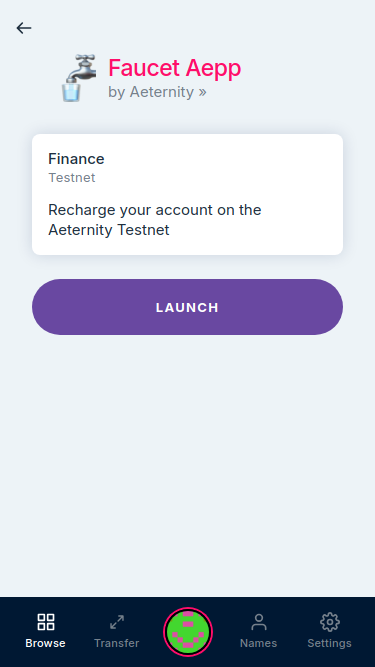 Faucet Aepp
by Aeternity »
Finance
Testnet
Recharge your account on the
Aeternity Testnet
LAUNCH
Browse
Transfer
Names
Settings